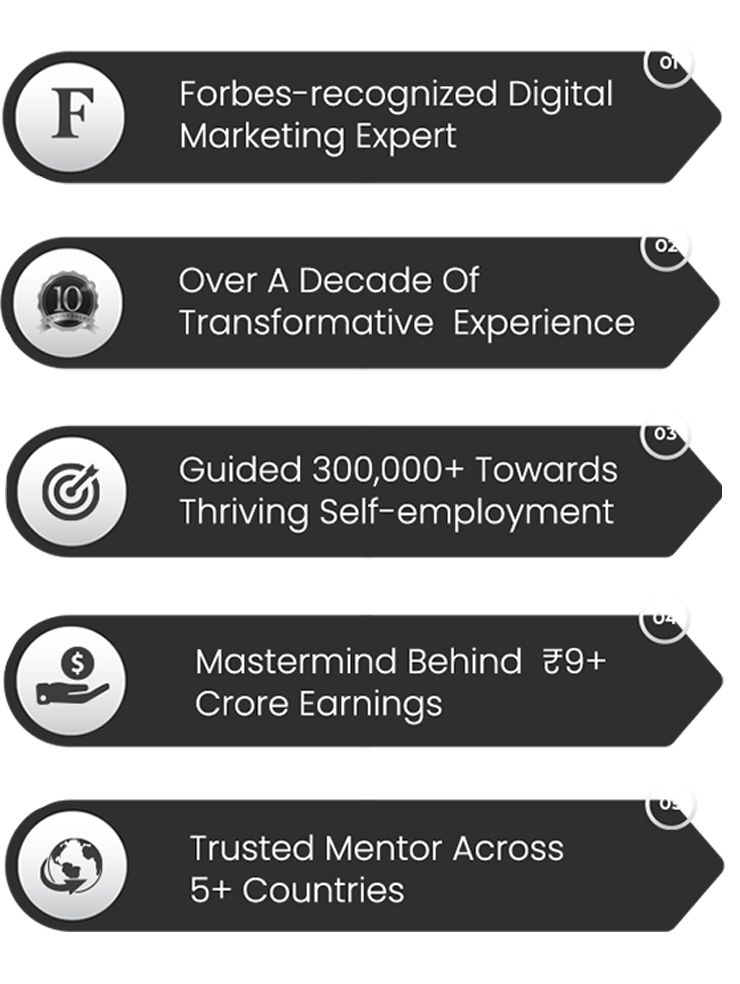 01
F
Forbes-recognized Digital
Marketing Expert
02
10
Over A Decade Of
Transformative  Experience
03
Guided 300,000+ Towards
Thriving Self-employment
04
$
Mastermind Behind  ₹9+
Crore Earnings
05
Trusted Mentor Across
5+ Countries